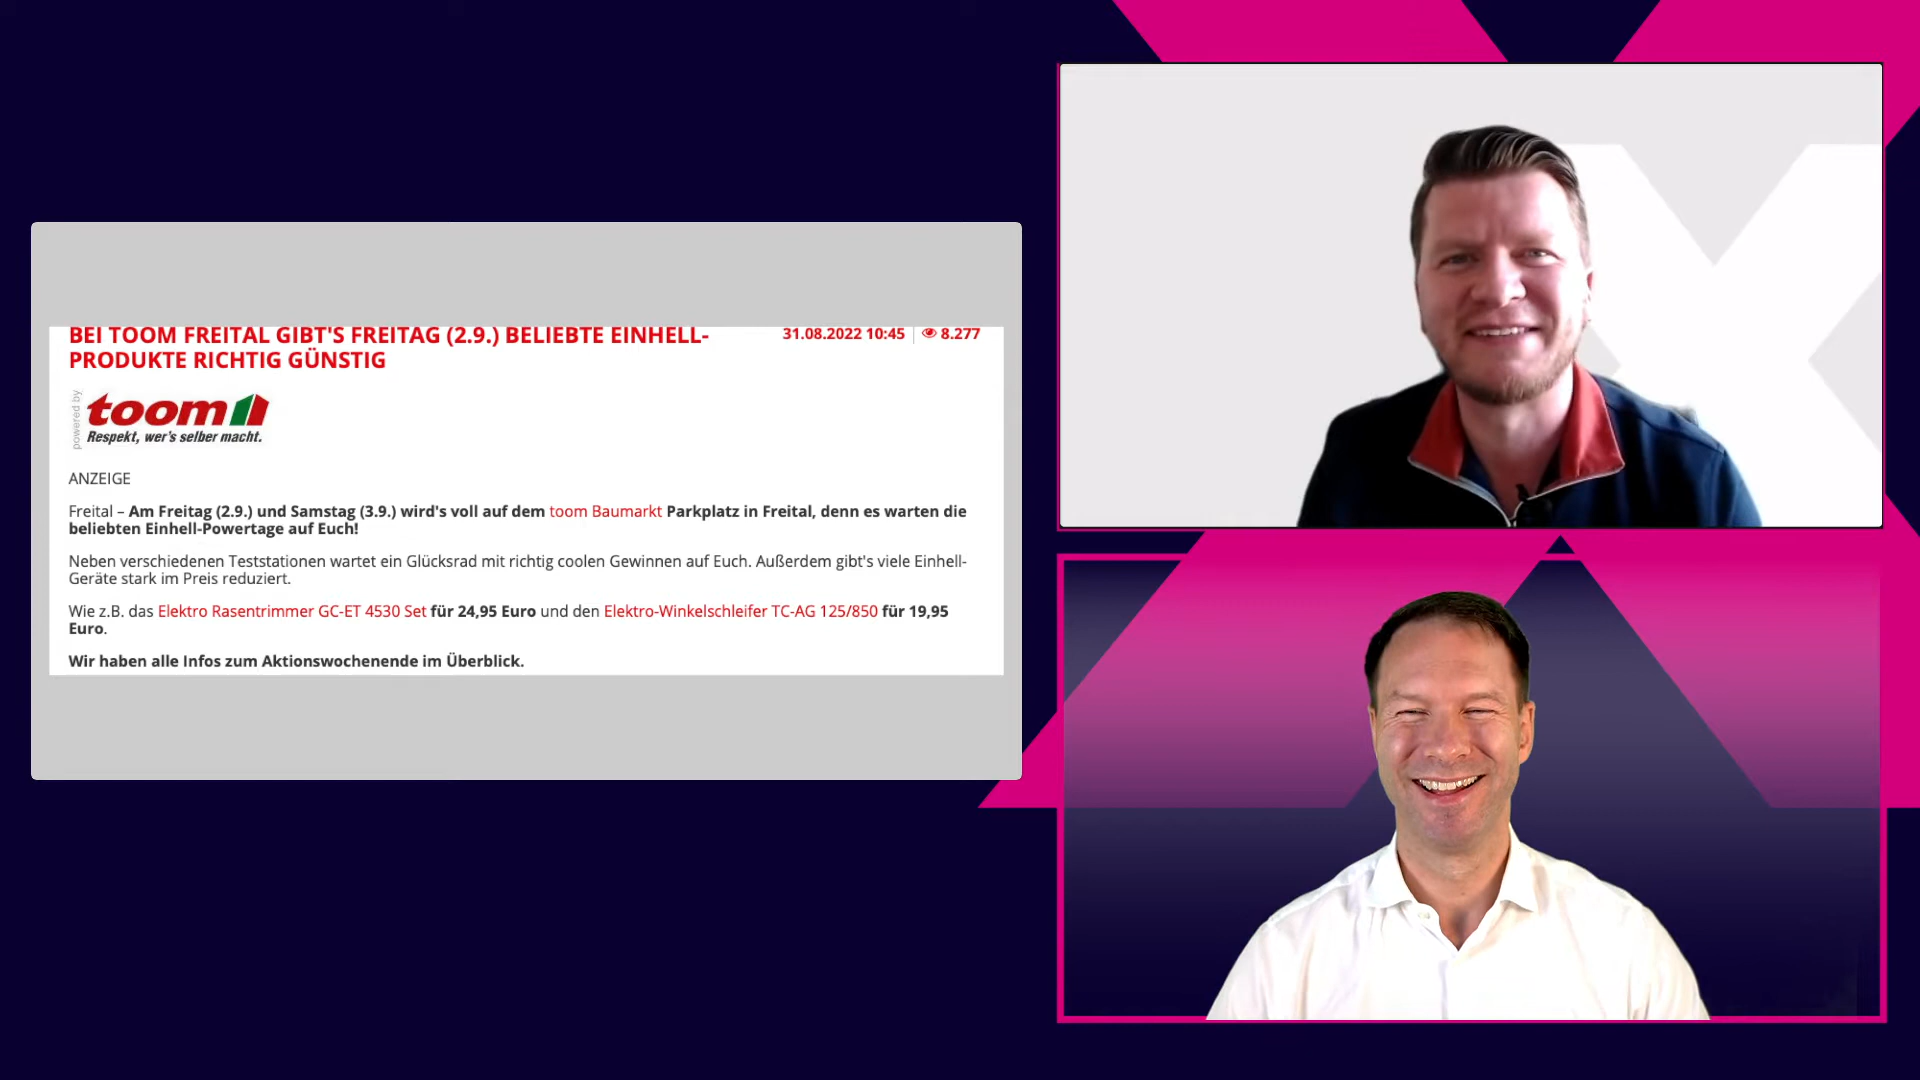 BEI TOOM FREITAL GIBT'S FREITAG (2.9.) BELIEBTE EINHELL-
PRODUKTE RICHTIG GÜNSTIG
31.08.2022 10:45 8.277
powered by
toom
Respekt, wer's selber macht.
ANZEIGE
Freital – Am Freitag (2.9.) und Samstag (3.9.) wird's voll auf dem toom Baumarkt Parkplatz in Freital, denn es warten die
beliebten Einhell-Powertage auf Euch!
Neben verschiedenen Teststationen wartet ein Glücksrad mit richtig coolen Gewinnen auf Euch. Außerdem gibt's viele Einhell-
Geräte stark im Preis reduziert.
Wie z.B. das Elektro Rasentrimmer GC-ET 4530 Set für 24,95 Euro und den Elektro-Winkelschleifer TC-AG 125/850 für 19,95
Euro.
Wir haben alle Infos zum Aktionswochenende im Überblick.